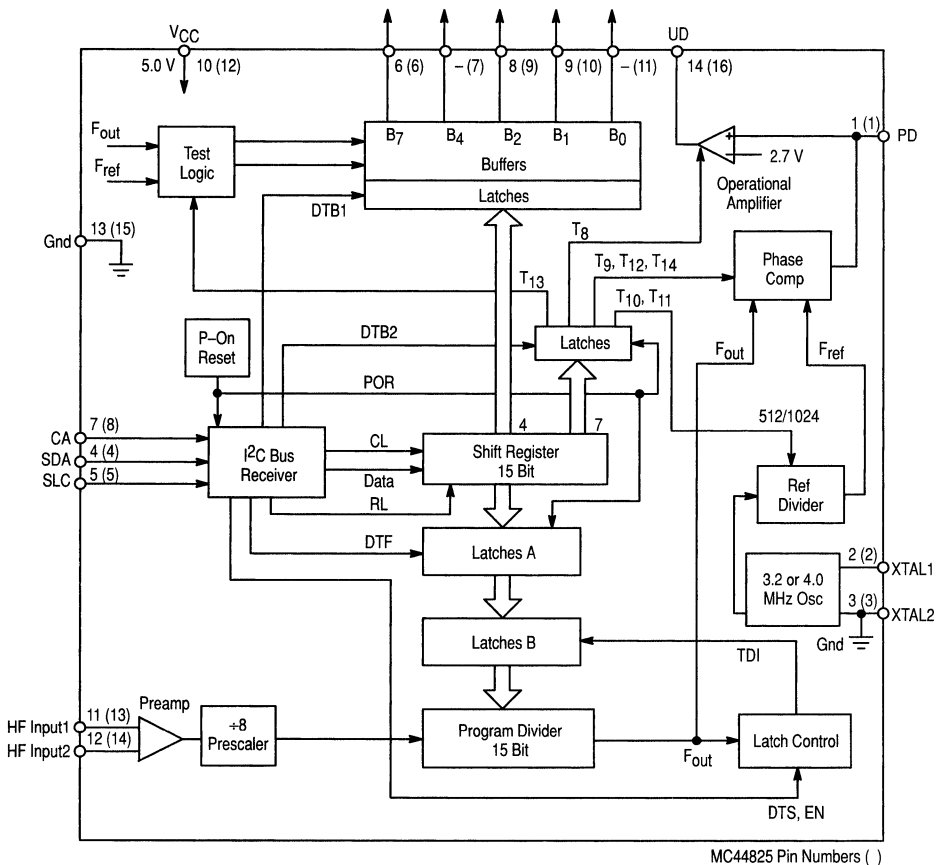 VCC
5.0 V
10 (12)
6 (6)
– (7)
8 (9)
9 (10)
– (11)
UD
14 (16)
Fout
Fref
Test
Logic
B7
B4
B2
B1
B0
Buffers
Latches
DTB1
1 (1)
PD
2.7 V
Operational
Amplifier
Gnd
13 (15)
T8
T9, T12, T14
T13
T10, T11
Phase
Comp
P–On
Reset
DTB2
Latches
Fout
Fref
POR
CA
7 (8)
SDA
4 (4)
SLC
5 (5)
I2C Bus
Receiver
CL
Data
RL
4
7
Shift Register
15 Bit
512/1024
Ref
Divider
DTF
Latches A
3.2 or 4.0
MHz Osc
2 (2)
XTAL1
3 (3)
XTAL2
Gnd
Latches B
TDI
HF Input1
11 (13)
HF Input2
12 (14)
Preamp
÷8
Prescaler
Program Divider
15 Bit
Fout
Latch Control
DTS, EN
MC44825 Pin Numbers ( )